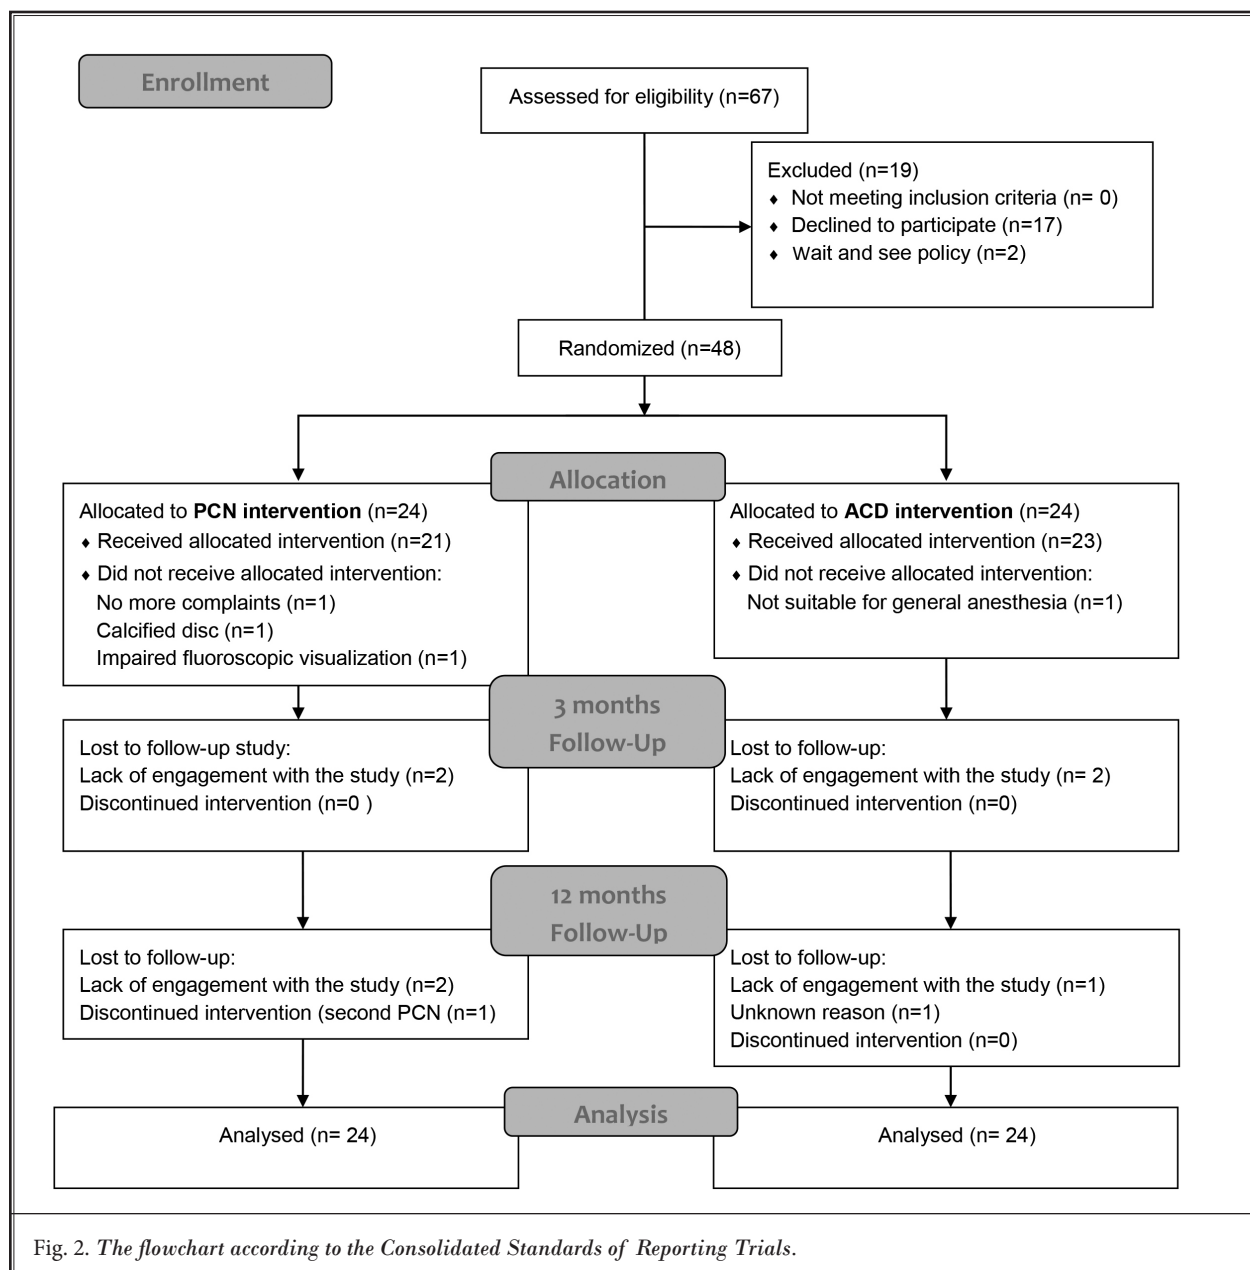 Enrollment
Assessed for eligibility (n=67)
Excluded (n=19)
♦ Not meeting inclusion criteria (n= 0)
♦ Declined to participate (n=17)
♦ Wait and see policy (n=2)
Randomized (n=48)
Allocation
Allocated to PCN intervention (n=24)
♦ Received allocated intervention (n=21)
♦ Did not receive allocated intervention:
No more complaints (n=1)
Calcified disc (n=1)
Impaired fluoroscopic visualization (n=1)
Allocated to ACD intervention (n=24)
♦ Received allocated intervention (n=23)
♦ Did not receive allocated intervention:
Not suitable for general anesthesia (n=1)
3 months
Follow-Up
Lost to follow-up study:
Lack of engagement with the study (n=2)
Discontinued intervention (n=0 )
Lost to follow-up:
Lack of engagement with the study (n= 2)
Discontinued intervention (n=0)
12 months
Follow-Up
Lost to follow-up:
Lack of engagement with the study (n=2)
Discontinued intervention (second PCN (n=1)
Lost to follow-up:
Lack of engagement with the study (n=1)
Unknown reason (n=1)
Discontinued intervention (n=0)
Analysis
Analysed (n= 24)
Analysed (n= 24)
Fig. 2. The flowchart according to the Consolidated Standards of Reporting Trials.